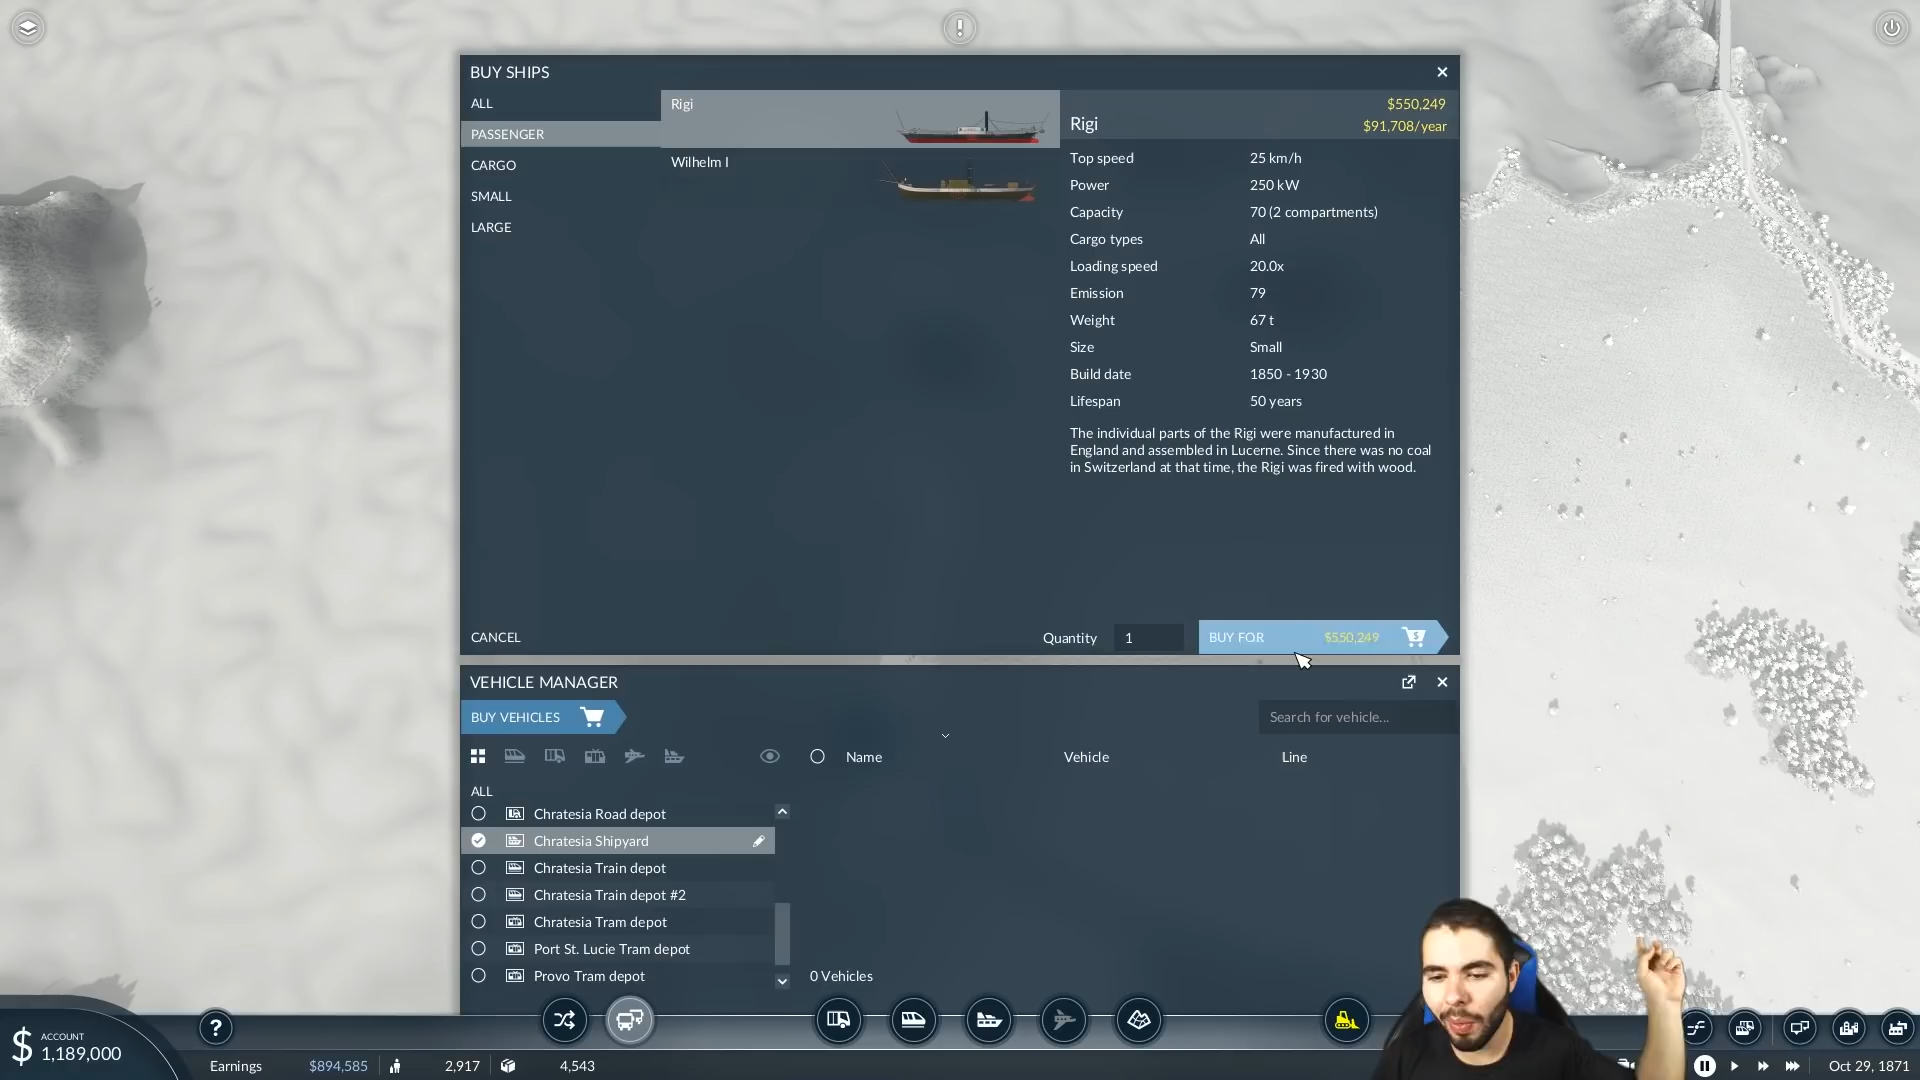 BUY SHIPS
ALL
PASSENGER
CARGO
SMALL
LARGE
Rigi
Wilhelm I
$550,249
Rigi
$91,708/year
Top speed 25 km/h
Power 250 kW
Capacity 70 (2 compartments)
Cargo types All
Loading speed 20.0x
Emission 79
Weight 67 t
Size Small
Build date 1850 - 1930
Lifespan 50 years
The individual parts of the Rigi were manufactured in
England and assembled in Lucerne. Since there was no coal
in Switzerland at that time, the Rigi was fired with wood.
CANCEL
Quantity 1
BUY FOR $550,249
VEHICLE MANAGER
BUY VEHICLES
Search for vehicle...
Name Vehicle Line
ALL
Chratesia Road depot
Chratesia Shipyard
Chratesia Train depot
Chratesia Train depot #2
Chratesia Tram depot
Port St. Lucie Tram depot
Provo Tram depot
0 Vehicles
?
$ ACCOUNT
1,189,000
Earnings $894,585 2,917 4,543
Oct 29, 1871